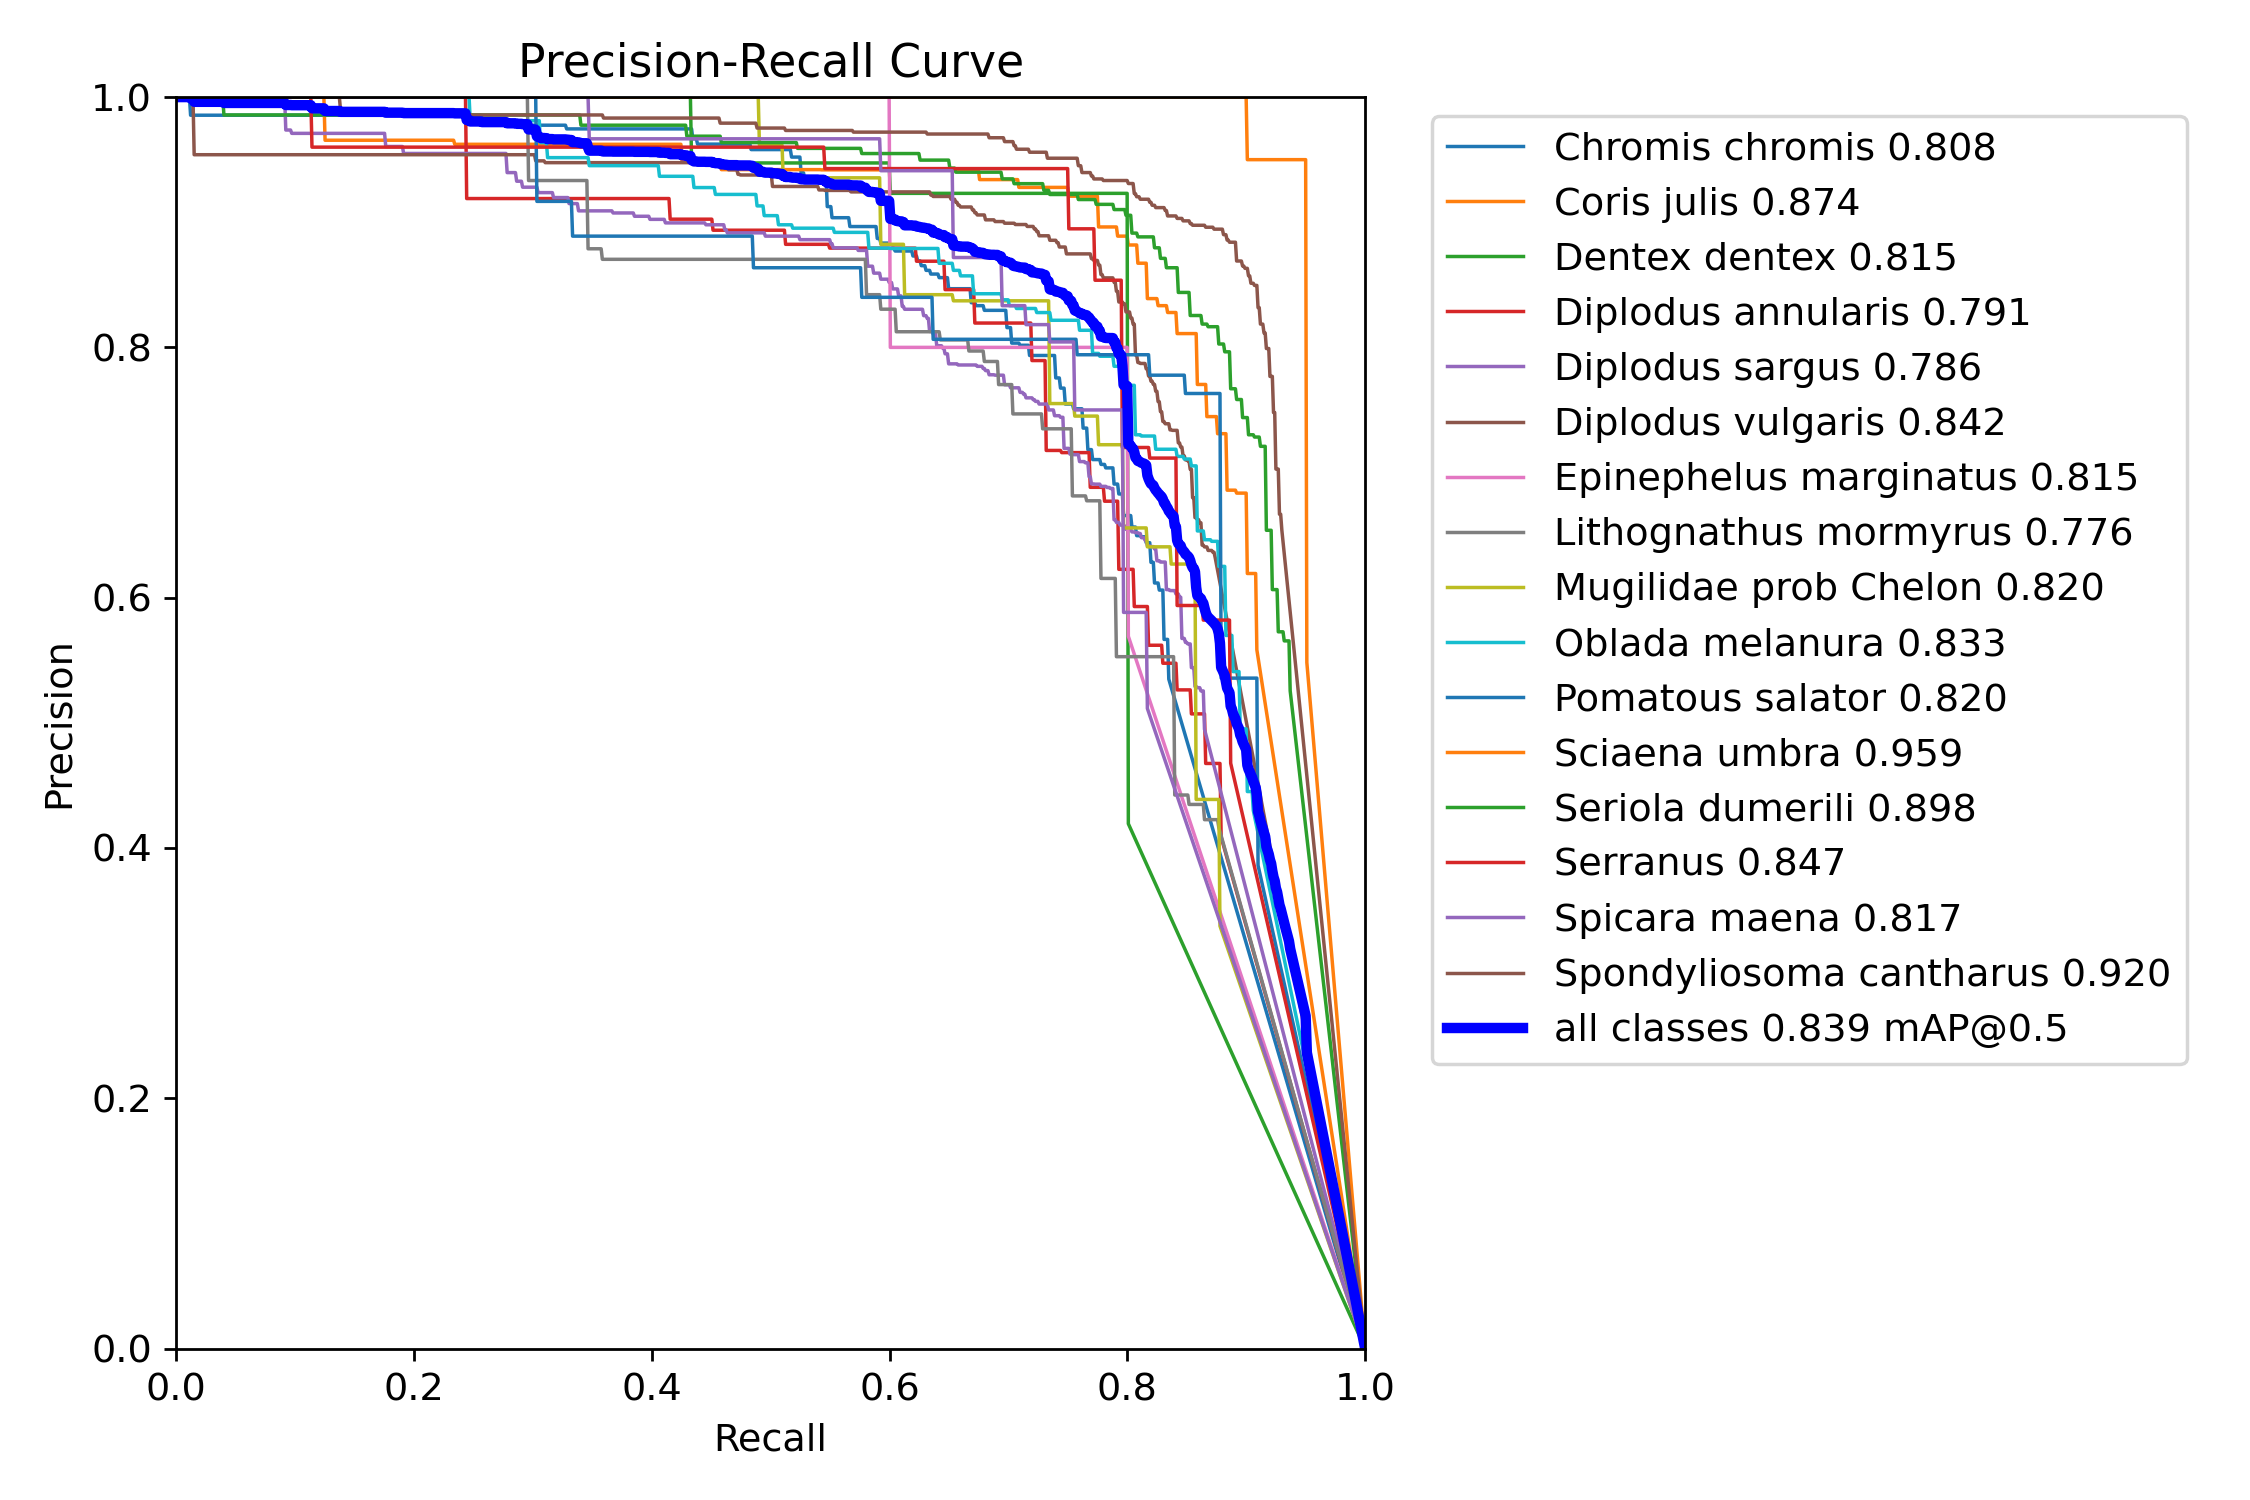 Precision-Recall Curve
1.0
0.8
0.6
0.4
0.2
0.0
Precision
0.0 0.2 0.4 0.6 0.8 1.0
Recall
Chromis chromis 0.808
Coris julis 0.874
Dentex dentex 0.815
Diplodus annularis 0.791
Diplodus sargus 0.786
Diplodus vulgaris 0.842
Epinephelus marginatus 0.815
Lithognathus mormyrus 0.776
Mugilidae prob Chelon 0.820
Oblada melanura 0.833
Pomatous salator 0.820
Sciaena umbra 0.959
Seriola dumerili 0.898
Serranus 0.847
Spicara maena 0.817
Spondyliosoma cantharus 0.920
all classes 0.839 mAP@0.5